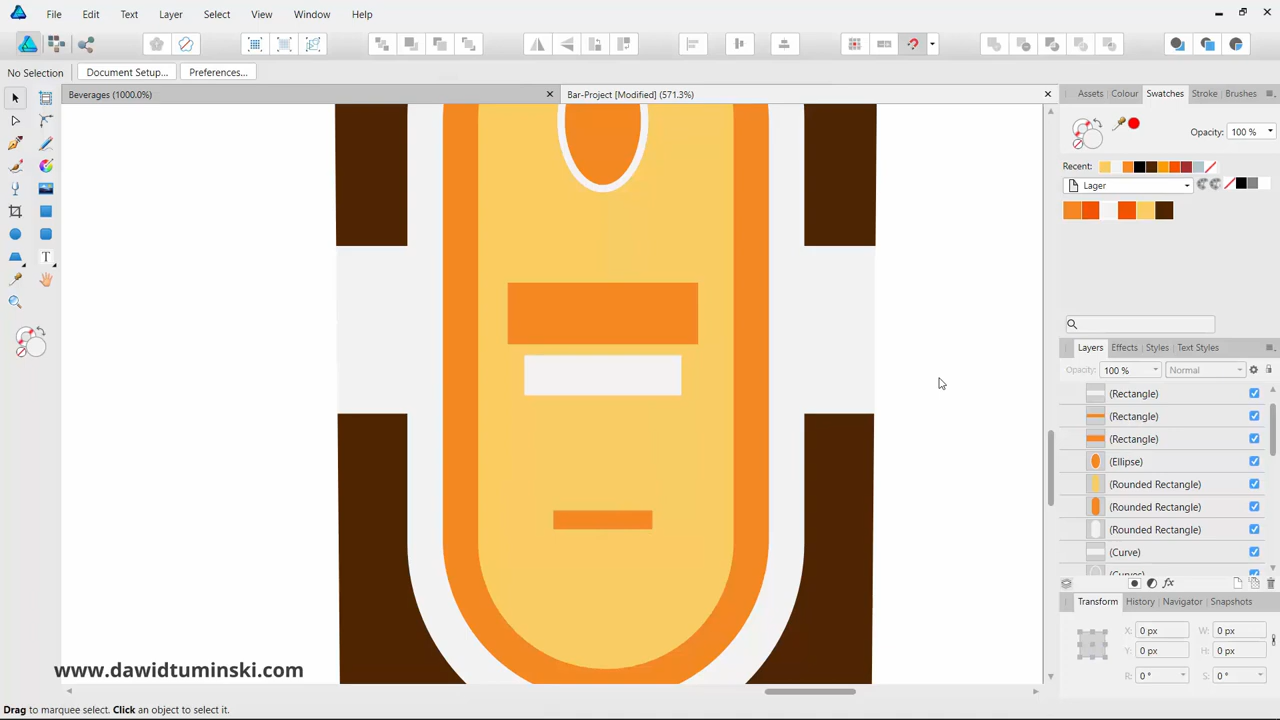 File Edit Text Layer Select View Window Help
No Selection Document Setup... Preferences...
Beverages (1000.0%) Bar-Project [Modified] (571.3%)
Assets Colour Swatches Stroke Brushes
Opacity: 100 %
Recent:
Lager
T
Layers Effects Styles Text Styles
Opacity: 100 % Normal
(Rectangle)
(Rectangle)
(Rectangle)
(Ellipse)
(Rounded Rectangle)
(Rounded Rectangle)
(Rounded Rectangle)
(Curve)
(Curves)
fx
Transform History Navigator Snapshots
X: 0 px W: 0 px
Y: 0 px H: 0 px
R: 0 ° S: 0 °
www.dawidtuminski.com
Drag to marquee select. Click an object to select it.